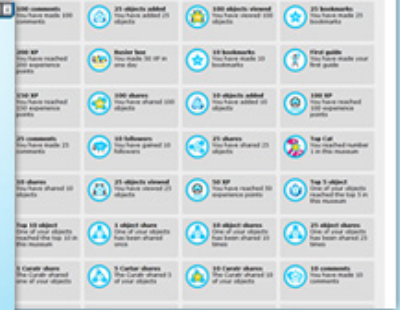 100 comments
You have made 100
comments
25 objects added
You have added 25
objects
100 objects viewed
You have viewed 100
objects
25 bookmarks
You have made 25
bookmarks
200 XP
You have reached
200 experience
points
Busier bee
You made 50 XP in
one day
10 bookmarks
You have made 10
bookmarks
First guide
You have made your
first guide
150 XP
You have reached
150 experience
points
100 shares
You have shared 100
objects
10 objects added
You have added 10
objects
100 XP
You have reached
100 experience
points
25 comments
You have made 25
comments
10 followers
You have gained 10
followers
25 shares
You have shared 25
objects
Top Cat
You reached number
1 in this museum
10 shares
You have shared 10
objects
25 objects viewed
You have viewed 25
objects
50 XP
You have reached 50
experience points
Top 5 object
One of your objects
reached the top 5 in
this museum
Top 10 object
One of your objects
reached the top 10 in
this museum
1 object share
One of your objects
has been shared
once
10 object shares
One of your objects
has been shared 10
times
25 object shares
One of your objects
has been shared 25
times
1 Curatr share
The Curatr shared
one of your objects
5 Curtor shares
The Curatr shared 5
of your objects
10 Curatr shares
The Curatr shared 10
of your objects
10 comments
You have made 10
comments